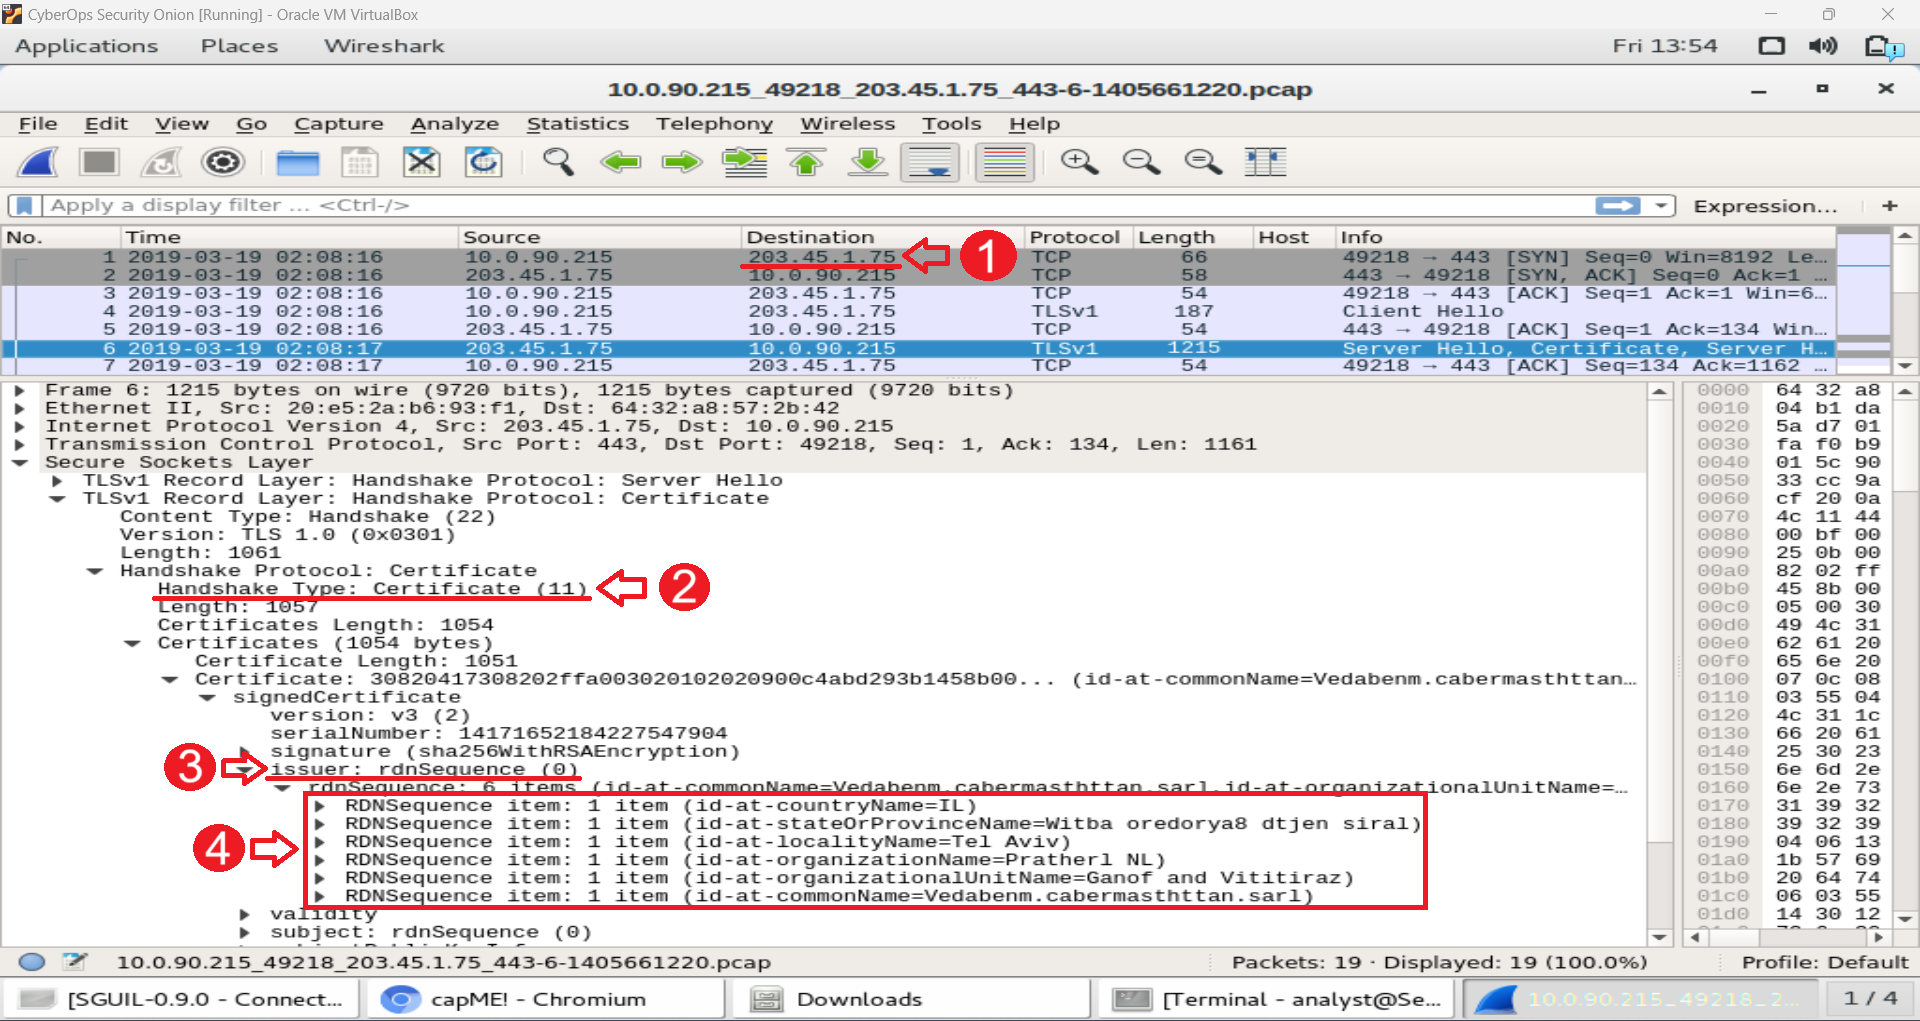 CyberOps Security Onion [Running] - Oracle VM VirtualBox
Applications Places Wireshark Fri 13:54
10.0.90.215_49218_203.45.1.75_443-6-1405661220.pcap
File Edit View Go Capture Analyze Statistics Telephony Wireless Tools Help
Apply a display filter ... <Ctrl-/> Expression... +
No. Time Source Destination Protocol Length Host Info
1 2019-03-19 02:08:16 10.0.90.215 203.45.1.75 TCP 66 49218 → 443 [SYN] Seq=0 Win=8192 Le...
1
2 2019-03-19 02:08:16 203.45.1.75 10.0.90.215 TCP 58 443 → 49218 [SYN, ACK] Seq=0 Ack=1 ...
3 2019-03-19 02:08:16 10.0.90.215 203.45.1.75 TCP 54 49218 → 443 [ACK] Seq=1 Ack=1 Win=6...
4 2019-03-19 02:08:16 10.0.90.215 203.45.1.75 TLSv1 187 Client Hello
5 2019-03-19 02:08:16 203.45.1.75 10.0.90.215 TCP 54 443 → 49218 [ACK] Seq=1 Ack=134 Win...
6 2019-03-19 02:08:17 203.45.1.75 10.0.90.215 TLSv1 1215 Server Hello, Certificate, Server H...
7 2019-03-19 02:08:17 10.0.90.215 203.45.1.75 TCP 54 49218 → 443 [ACK] Seq=134 Ack=1162 ...
Frame 6: 1215 bytes on wire (9720 bits), 1215 bytes captured (9720 bits)
Ethernet II, Src: 20:e5:2a:b6:93:f1, Dst: 64:32:a8:57:2b:42
Internet Protocol Version 4, Src: 203.45.1.75, Dst: 10.0.90.215
Transmission Control Protocol, Src Port: 443, Dst Port: 49218, Seq: 1, Ack: 134, Len: 1161
Secure Sockets Layer
TLSv1 Record Layer: Handshake Protocol: Server Hello
TLSv1 Record Layer: Handshake Protocol: Certificate
Content Type: Handshake (22)
Version: TLS 1.0 (0x0301)
Length: 1061
Handshake Protocol: Certificate
Handshake Type: Certificate (11)
2
Length: 1057
Certificates Length: 1054
Certificates (1054 bytes)
Certificate Length: 1051
Certificate: 30820417308202ffa003020102020900c4abd293b1458b00... (id-at-commonName=Vedabenm.cabermasthttan...
signedCertificate
version: v3 (2)
serialNumber: 14171652184227547904
signature (sha256WithRSAEncryption)
3
issuer: rdnSequence (0)
rdnSequence: 6 items (id-at-commonName=Vedabenm.cabermasthttan.sarl,id-at-organizationalUnitName=...
RDNSequence item: 1 item (id-at-countryName=IL)
RDNSequence item: 1 item (id-at-stateOrProvinceName=Witba oredorya8 dtjen siral)
4
RDNSequence item: 1 item (id-at-localityName=Tel Aviv)
RDNSequence item: 1 item (id-at-organizationName=Pratherl NL)
RDNSequence item: 1 item (id-at-organizationalUnitName=Ganof and Vititiraz)
RDNSequence item: 1 item (id-at-commonName=Vedabenm.cabermasthttan.sarl)
validity
subject: rdnSequence (0)
0000 64 32 a8
0010 04 b1 da
0020 5a d7 01
0030 fa f0 b9
0040 01 5c 90
0050 33 cc 9a
0060 cf 20 0a
0070 4c 11 44
0080 00 bf 00
0090 25 0b 00
00a0 82 02 ff
00b0 45 8b 00
00c0 05 00 30
00d0 49 4c 31
00e0 62 61 20
00f0 65 6e 20
0100 07 0c 08
0110 03 55 04
0120 4c 31 1c
0130 66 20 61
0140 25 30 23
0150 6e 6d 2e
0160 6e 2e 73
0170 31 39 32
0180 39 32 39
0190 04 06 13
01a0 1b 57 69
01b0 20 64 74
01c0 06 03 55
01d0 14 30 12
10.0.90.215_49218_203.45.1.75_443-6-1405661220.pcap Packets: 19 · Displayed: 19 (100.0%) Profile: Default
[SGUIL-0.9.0 - Connect... capME! - Chromium Downloads [Terminal - analyst@Se... 10.0.90.215_49218_2... 1 / 4